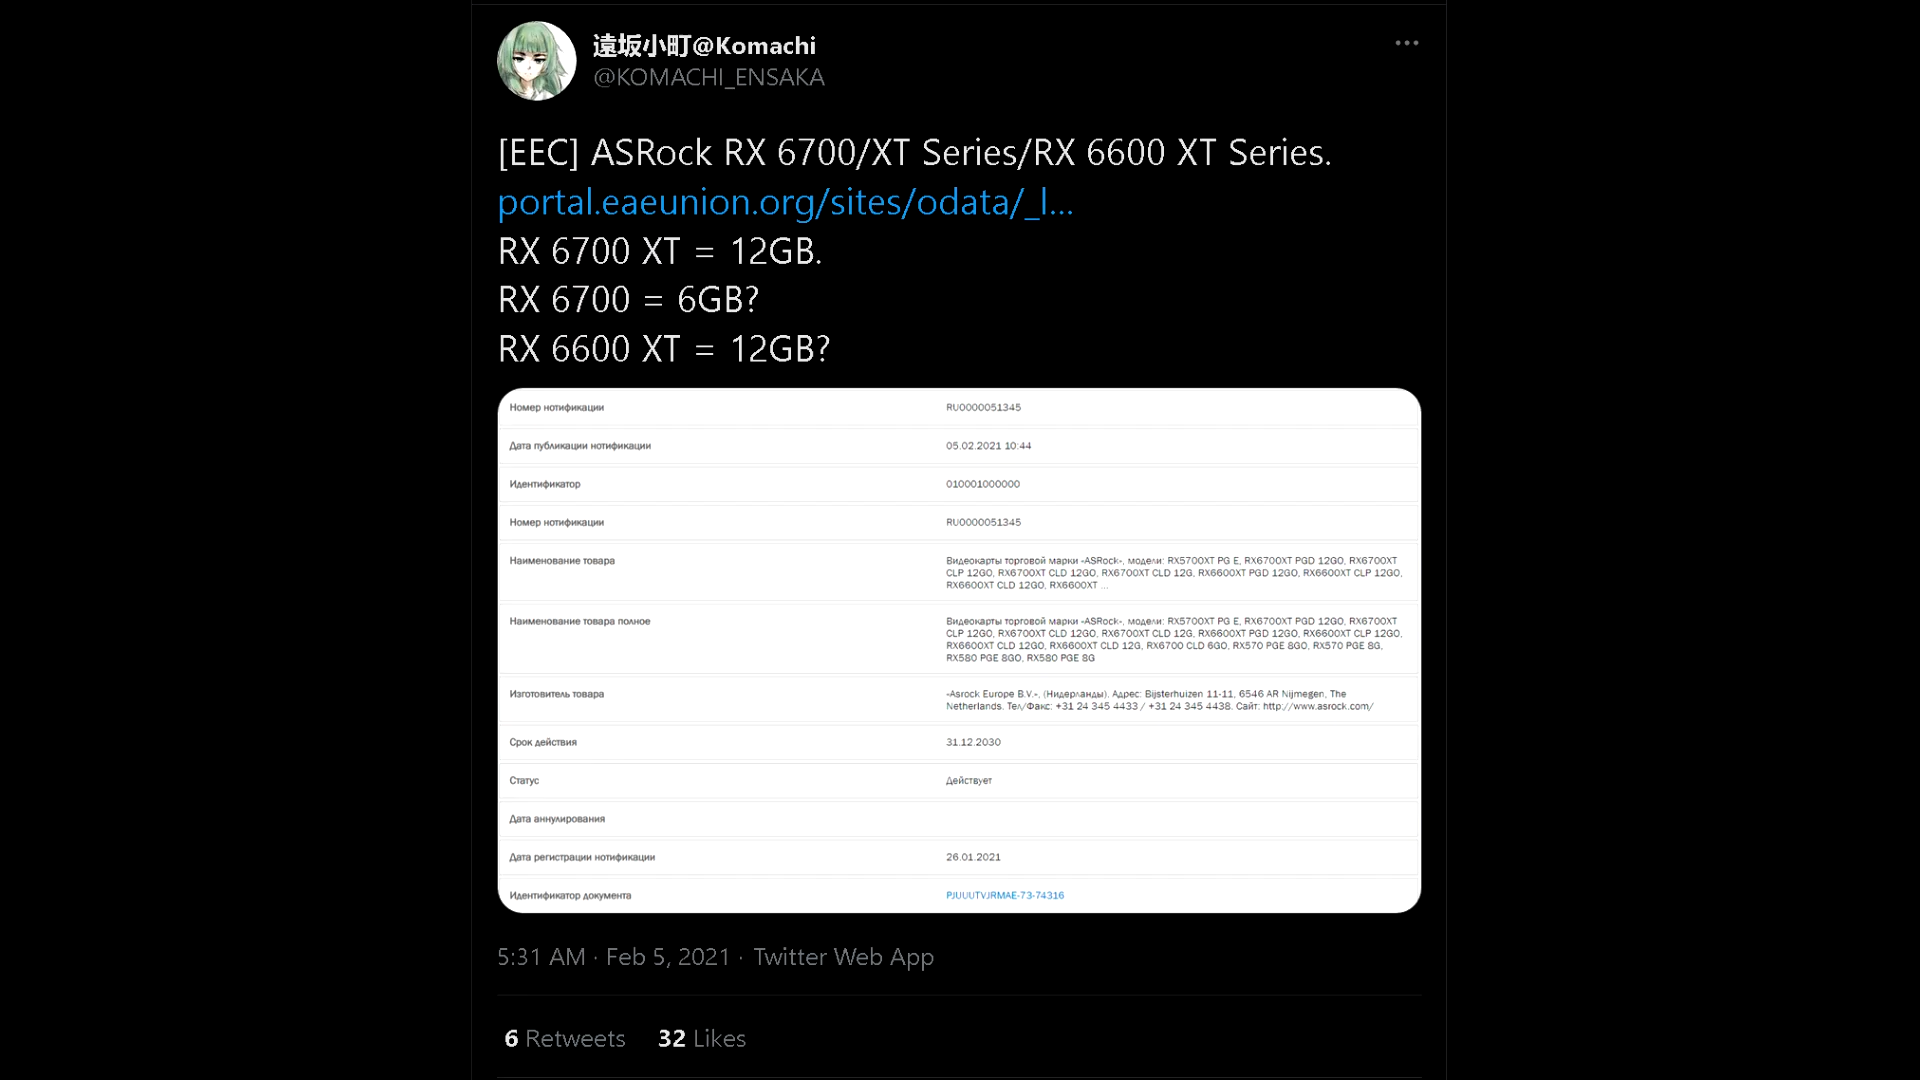 遠坂小町@Komachi
@KOMACHI_ENSAKA
[EEC] ASRock RX 6700/XT Series/RX 6600 XT Series.
portal.eaeunion.org/sites/odata/_l...
RX 6700 XT = 12GB.
RX 6700 = 6GB?
RX 6600 XT = 12GB?
Номер нотификации RU0000051345
Дата публикации нотификации 05.02.2021 10:44
Идентификатор 010001000000
Номер нотификации RU0000051345
Наименование товара Видеокарты торговой марки «ASRock», модели: RX5700XT PG E, RX6700XT PGD 12GO, RX6700XT
CLP 12GO, RX6700XT CLD 12GO, RX6700XT CLD 12G, RX6600XT PGD 12GO, RX6600XT CLP 12GO,
RX6600XT CLD 12GO, RX6600XT ...
Наименование товара полное Видеокарты торговой марки «ASRock», модели: RX5700XT PG E, RX6700XT PGD 12GO, RX6700XT
CLP 12GO, RX6700XT CLD 12GO, RX6700XT CLD 12G, RX6600XT PGD 12GO, RX6600XT CLP 12GO,
RX6600XT CLD 12GO, RX6600XT CLD 12G, RX6700 CLD 6GO, RX570 PGE 8GO, RX570 PGE 8G,
RX580 PGE 8GO, RX580 PGE 8G
Изготовитель товара «Asrock Europe B.V.», (Нидерланды). Адрес: Bijsterhuizen 11-11, 6546 AR Nijmegen, The
Netherlands. Тел/Факс: +31 24 345 4433 / +31 24 345 4438. Сайт: http://www.asrock.com/
Срок действия 31.12.2030
Статус Действует
Дата аннулирования
Дата регистрации нотификации 26.01.2021
Идентификатор документа PJUUUTVJRMAE-73-74316
5:31 AM · Feb 5, 2021 · Twitter Web App
6 Retweets 32 Likes